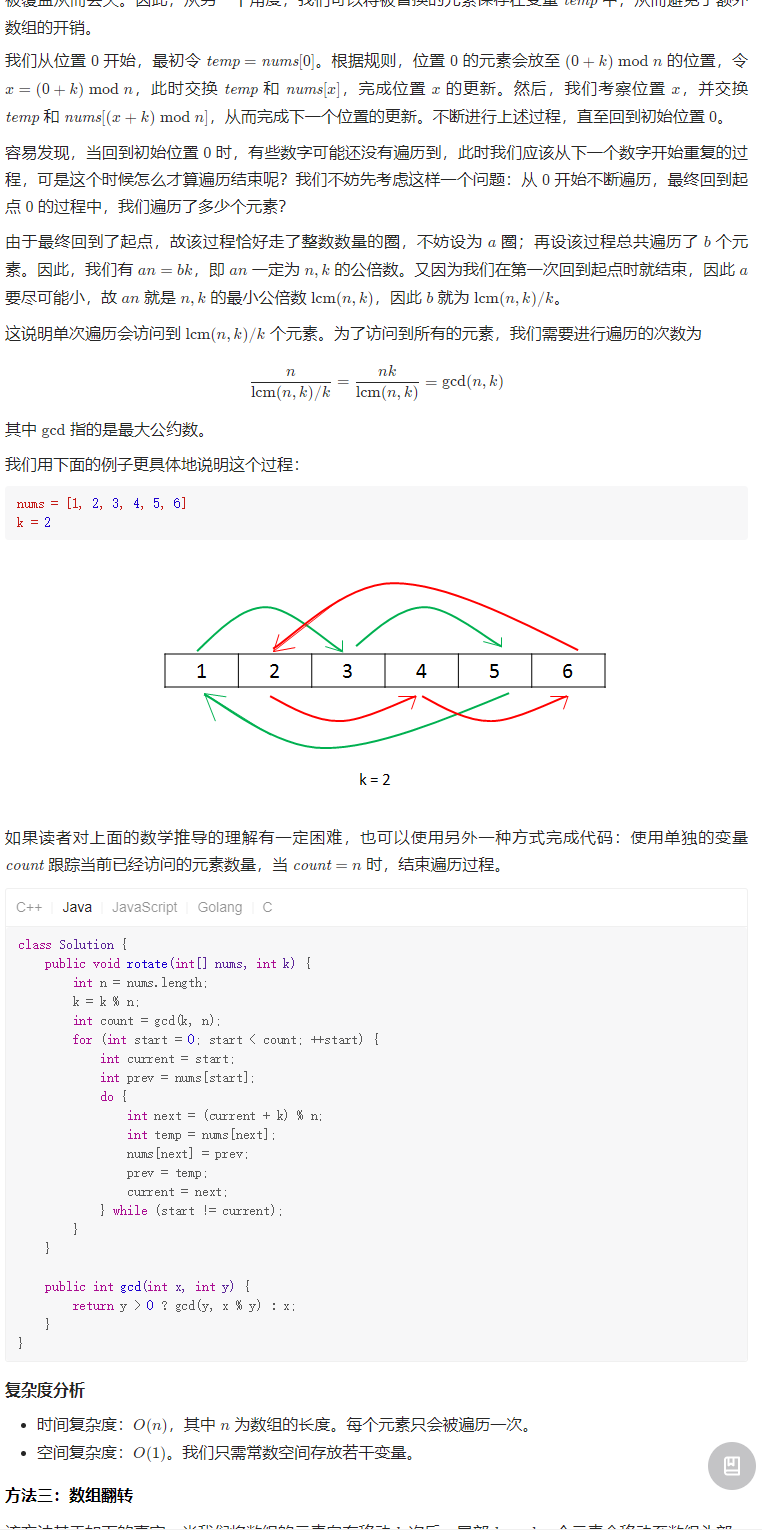 数组的开销。
我们从位置 0 开始，最初令 temp = nums[0]。根据规则，位置 0 的元素会放至 (0 + k) mod n 的位置，令
x = (0 + k) mod n，此时交换 temp 和 nums[x]，完成位置 x 的更新。然后，我们考察位置 x，并交换
temp 和 nums[(x + k) mod n]，从而完成下一个位置的更新。不断进行上述过程，直至回到初始位置 0。
容易发现，当回到初始位置 0 时，有些数字可能还没有遍历到，此时我们应该从下一个数字开始重复的过
程，可是这个时候怎么才算遍历结束呢？我们不妨先考虑这样一个问题：从 0 开始不断遍历，最终回到起
点 0 的过程中，我们遍历了多少个元素？
由于最终回到了起点，故该过程恰好走了整数数量的圈，不妨设为 a 圈；再设该过程总共遍历了 b 个元
素。因此，我们有 an = bk，即 an 一定为 n, k 的公倍数。又因为我们在第一次回到起点时就结束，因此 a
要尽可能小，故 an 就是 n, k 的最小公倍数 lcm(n, k)，因此 b 就为 lcm(n, k)/k。
这说明单次遍历会访问到 lcm(n, k)/k 个元素。为了访问到所有的元素，我们需要进行遍历的次数为
n / (lcm(n, k)/k) = nk / lcm(n, k) = gcd(n, k)
其中 gcd 指的是最大公约数。
我们用下面的例子更具体地说明这个过程：
nums = [1, 2, 3, 4, 5, 6]
k = 2
1 2 3 4 5 6
k = 2
如果读者对上面的数学推导的理解有一定困难，也可以使用另外一种方式完成代码：使用单独的变量
count 跟踪当前已经访问的元素数量，当 count = n 时，结束遍历过程。
C++ Java JavaScript Golang C
class Solution {
    public void rotate(int[] nums, int k) {
        int n = nums.length;
        k = k % n;
        int count = gcd(k, n);
        for (int start = 0; start < count; ++start) {
            int current = start;
            int prev = nums[start];
            do {
                int next = (current + k) % n;
                int temp = nums[next];
                nums[next] = prev;
                prev = temp;
                current = next;
            } while (start != current);
        }
    }
    public int gcd(int x, int y) {
        return y > 0 ? gcd(y, x % y) : x;
    }
}
复杂度分析
• 时间复杂度：O(n)，其中 n 为数组的长度。每个元素只会被遍历一次。
• 空间复杂度：O(1)。我们只需常数空间存放若干变量。
方法三：数组翻转